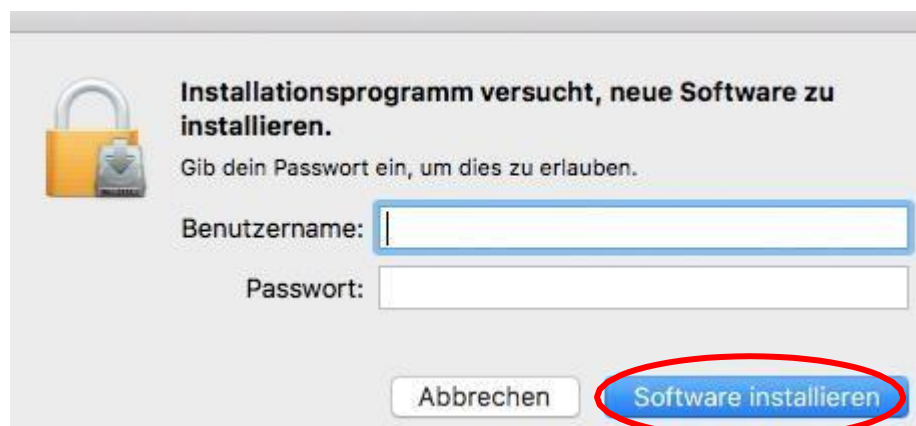 Installationsprogramm versucht, neue Software zu
installieren.
Gib dein Passwort ein, um dies zu erlauben.
Benutzername:
Passwort:
Abbrechen Software installieren